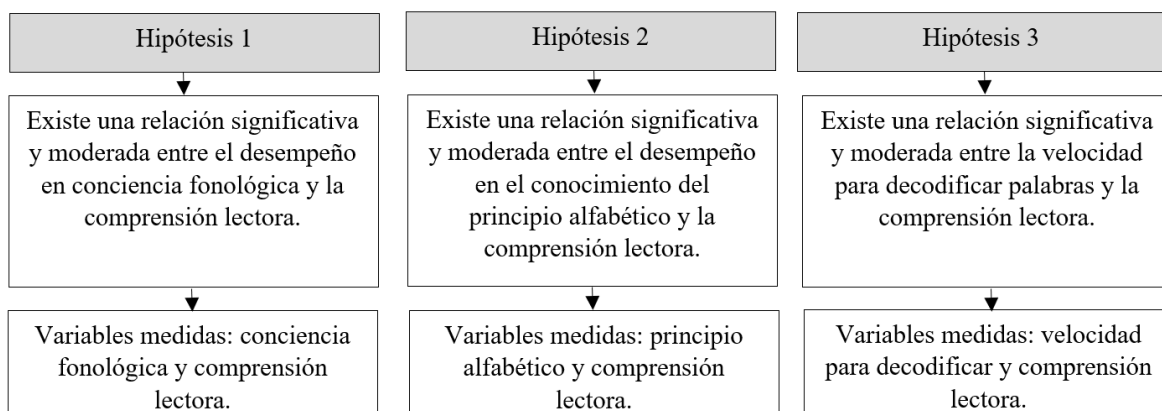 Hipótesis 1
Existe una relación significativa
y moderada entre el desempeño
en conciencia fonológica y la
comprensión lectora.
Variables medidas: conciencia
fonológica y comprensión
lectora.
Hipótesis 2
Existe una relación significativa
y moderada entre el desempeño
en el conocimiento del
principio alfabético y la
comprensión lectora.
Variables medidas: principio
alfabético y comprensión
lectora.
Hipótesis 3
Existe una relación significativa
y moderada entre la velocidad
para decodificar palabras y la
comprensión lectora.
Variables medidas: velocidad
para decodificar y comprensión
lectora.